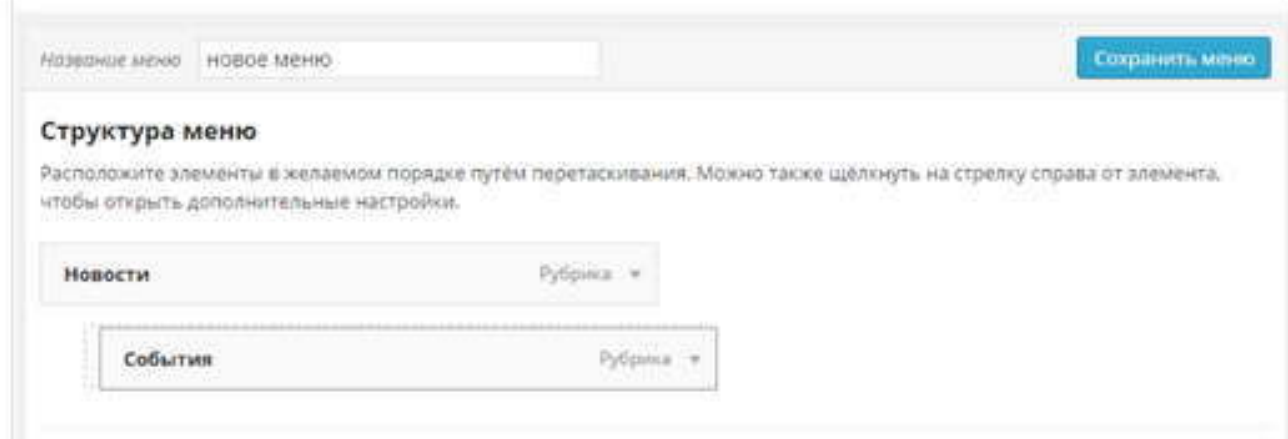 Название меню новое меню Сохранить меню
Структура меню
Расположите элементы в желаемом порядке путём перетаскивания. Можно также щёлкнуть на стрелку справа от элемента,
чтобы открыть дополнительные настройки.
Новости Рубрика
События Рубрика